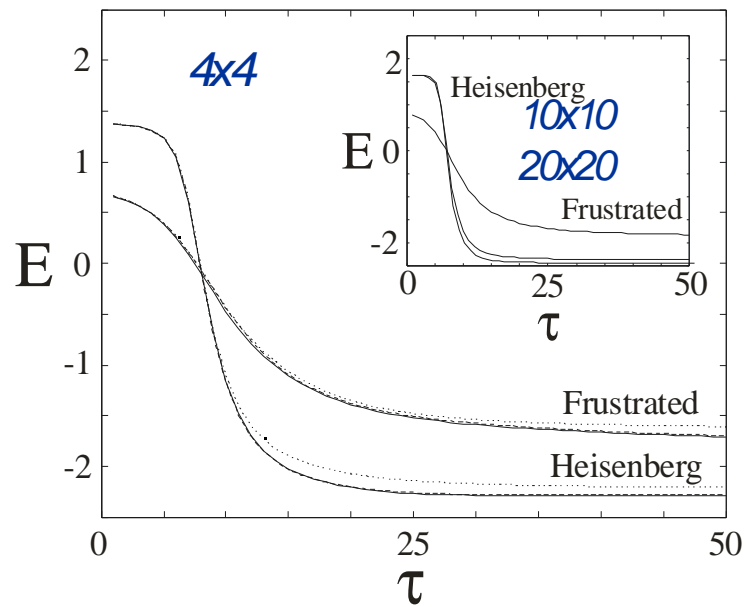 2
1
0
-1
-2
E
4x4
Frustrated
Heisenberg
0
25
50
τ
2
0
-2
E
Heisenberg
10x10
20x20
Frustrated
0
25
50
τ